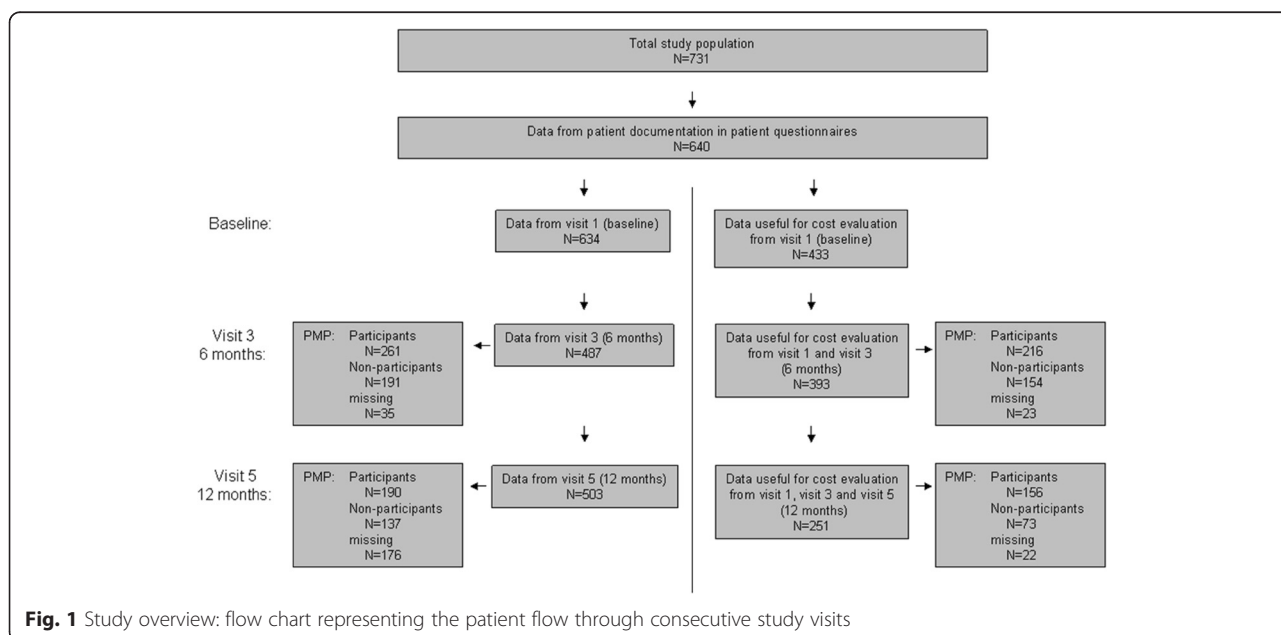 Total study population
N=731
Data from patient documentation in patient questionnaires
N=640
Baseline:
Data from visit 1 (baseline)
N=634
Data useful for cost evaluation
from visit 1 (baseline)
N=433
Visit 3
6 months:
PMP: Participants
N=261
Non-participants
N=191
missing
N=35
Data from visit 3 (6 months)
N=487
Data useful for cost evaluation
from visit 1 and visit 3
(6 months)
N=393
PMP: Participants
N=216
Non-participants
N=154
missing
N=23
Visit 5
12 months:
PMP: Participants
N=190
Non-participants
N=137
missing
N=176
Data from visit 5 (12 months)
N=503
Data useful for cost evaluation
from visit 1, visit 3 and visit 5
(12 months)
N=251
PMP: Participants
N=156
Non-participants
N=73
missing
N=22
Fig. 1 Study overview: flow chart representing the patient flow through consecutive study visits